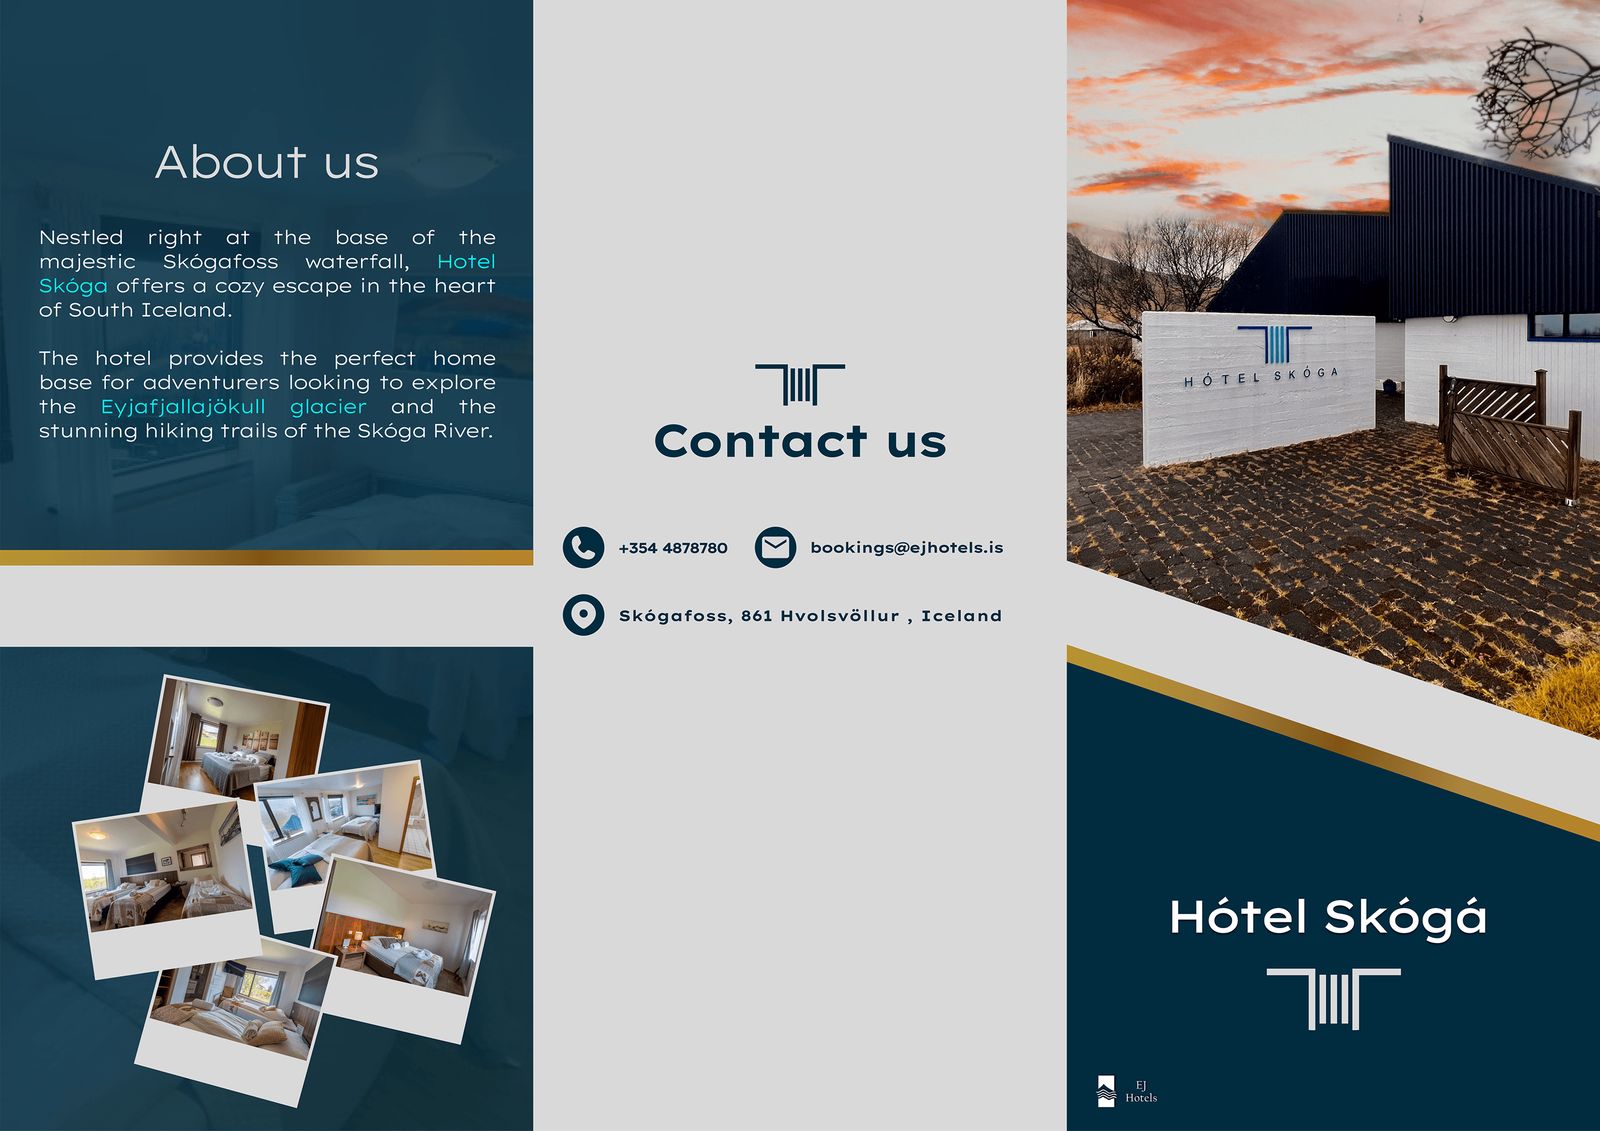 About us
Nestled right at the base of the
majestic Skógafoss waterfall, Hotel
Skóga offers a cozy escape in the heart
of South Iceland.
The hotel provides the perfect home
base for adventurers looking to explore
the Eyjafjallajökull glacier and the
stunning hiking trails of the Skóga River.
Contact us
+354 4878780
bookings@ejhotels.is
Skógafoss, 861 Hvolsvöllur , Iceland
HÓTEL SKÓGA
Hótel Skógá
EJ
Hotels